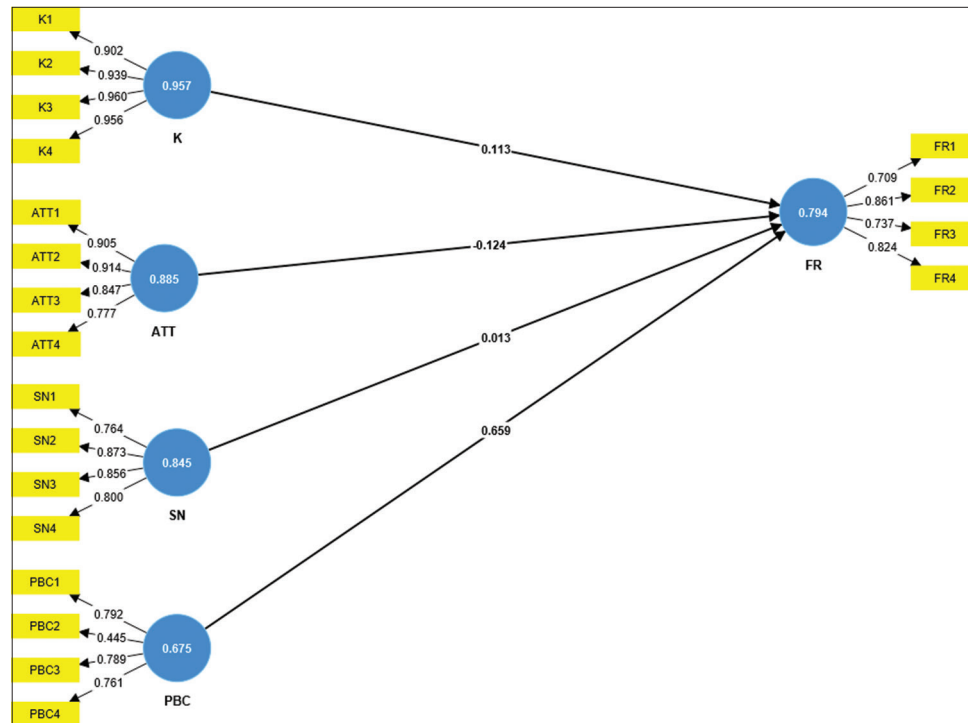 K1
0.902
K2
0.939
K3
0.960
K4
0.956
0.957
K
0.113
ATT1
0.905
ATT2
0.914
ATT3
0.847
ATT4
0.777
0.885
ATT
-0.124
SN1
0.764
SN2
0.873
SN3
0.856
SN4
0.800
0.845
SN
0.013
PBC1
0.792
PBC2
0.445
PBC3
0.789
PBC4
0.761
0.675
PBC
0.659
0.794
FR
FR1
0.709
FR2
0.861
FR3
0.737
FR4
0.824